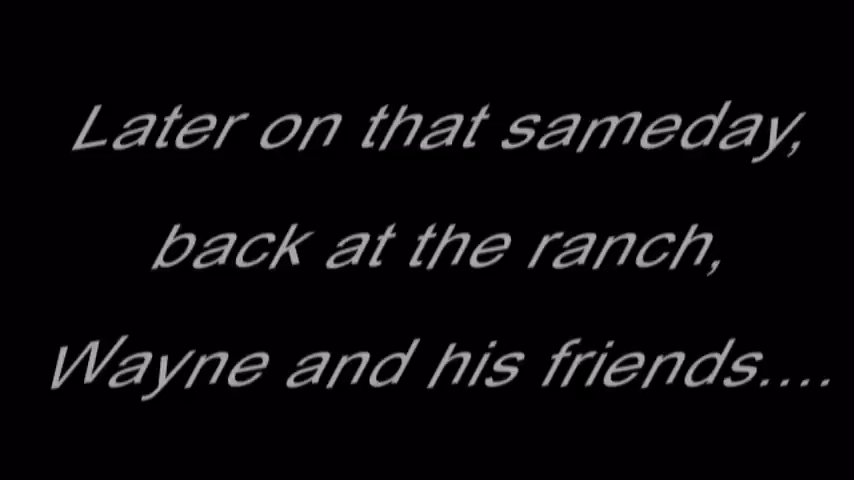 Later on that sameday,
back at the ranch,
Wayne and his friends....